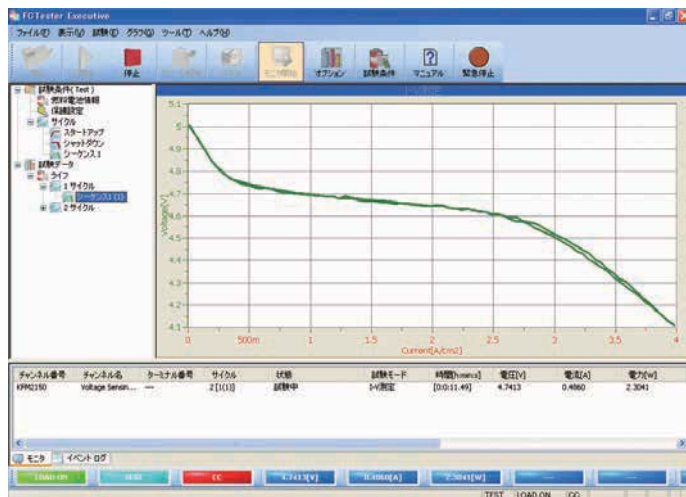 FCTester Executive
ファイル(F) 表示(V) 試験(E) グラフ(G) ツール(T) ヘルプ(H)
停止 モニタ開始 オプション 試験条件 マニュアル 緊急停止
試験条件(Test)
燃料電池情報
保護設定
サイクル
スタートアップ
シャットダウン
シーケンス1
試験データ
ライフ
1 サイクル
シーケンス1 (1)
2 サイクル
I-V測定
5.1
5
4.9
4.8
4.7
4.6
4.5
4.4
4.3
4.2
4.1
Voltage[V]
0 500m 1 1.5 2 2.5 3 3.5 4
Current[A/cm2]
チャンネル番号 チャンネル名 ターミナル番号 サイクル 状態 試験モード 時間[h:m:s] 電圧[V] 電流[A] 電力[W]
KFM2150 Voltage Sensin... --- 2 [1(1)] 試験中 I-V測定 [0:0:11.49] 4.7413 0.4860 2.3041
モニタ イベントログ
LOAD ON TEST CC 4.7413[V] 0.4860[A] 2.3041[W] --- ---
TEST LOAD ON CC